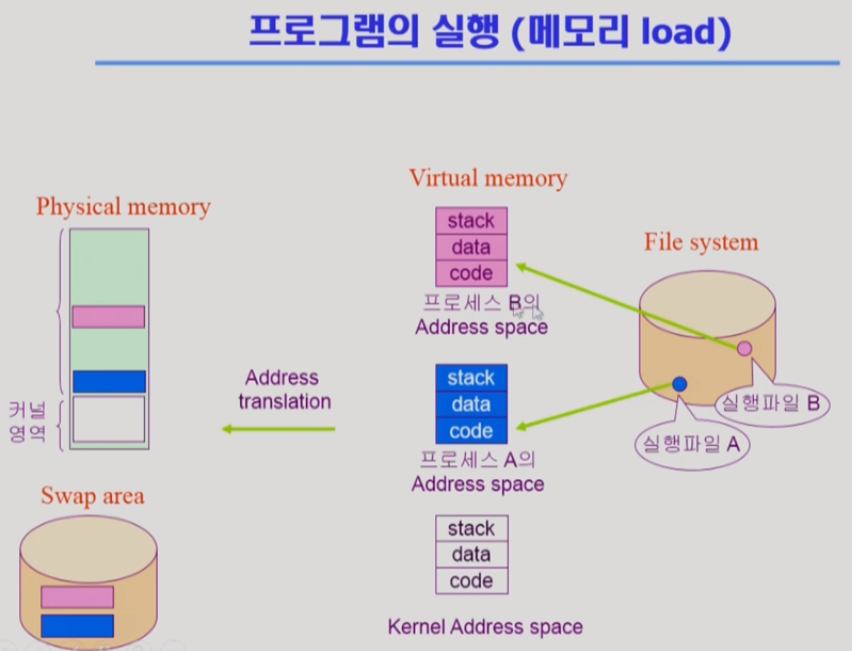 프로그램의 실행 (메모리 load)
Physical memory
커널
영역
Swap area
Address
translation
Virtual memory
stack
data
code
프로세스 B의
Address space
stack
data
code
프로세스 A의
Address space
stack
data
code
Kernel Address space
File system
실행파일 B
실행파일 A